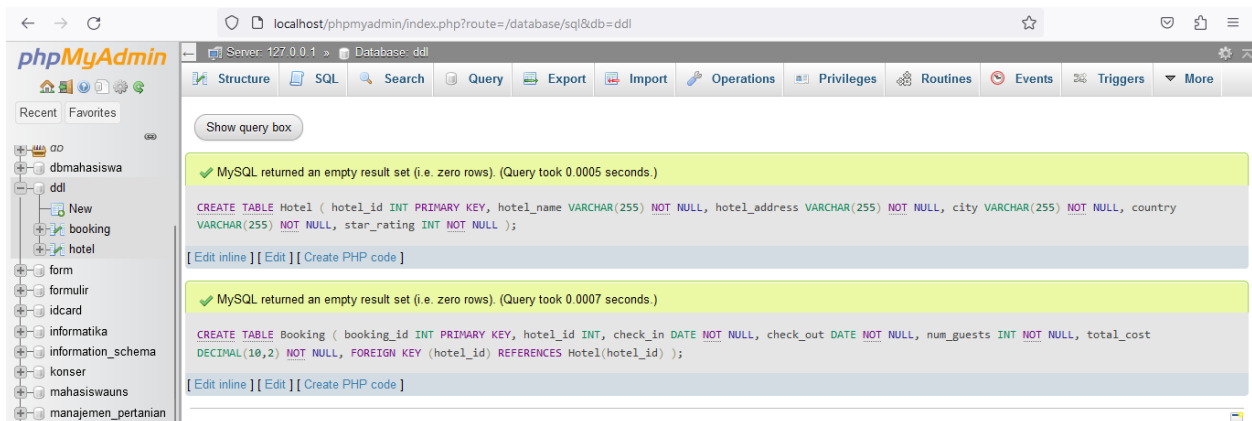 localhost/phpmyadmin/index.php?route=/database/sql&db=ddl
phpMyAdmin
Recent Favorites
ap
dbmahasiswa
ddl
New
booking
hotel
form
formulir
idcard
informatika
information_schema
konser
mahasiswauns
manajemen_pertanian
Server: 127.0.0.1 » Database: ddl
Structure SQL Search Query Export Import Operations Privileges Routines Events Triggers More
Show query box
MySQL returned an empty result set (i.e. zero rows). (Query took 0.0005 seconds.)
CREATE TABLE Hotel ( hotel_id INT PRIMARY KEY, hotel_name VARCHAR(255) NOT NULL, hotel_address VARCHAR(255) NOT NULL, city VARCHAR(255) NOT NULL, country
VARCHAR(255) NOT NULL, star_rating INT NOT NULL );
[ Edit inline ] [ Edit ] [ Create PHP code ]
MySQL returned an empty result set (i.e. zero rows). (Query took 0.0007 seconds.)
CREATE TABLE Booking ( booking_id INT PRIMARY KEY, hotel_id INT, check_in DATE NOT NULL, check_out DATE NOT NULL, num_guests INT NOT NULL, total_cost
DECIMAL(10,2) NOT NULL, FOREIGN KEY (hotel_id) REFERENCES Hotel(hotel_id) );
[ Edit inline ] [ Edit ] [ Create PHP code ]